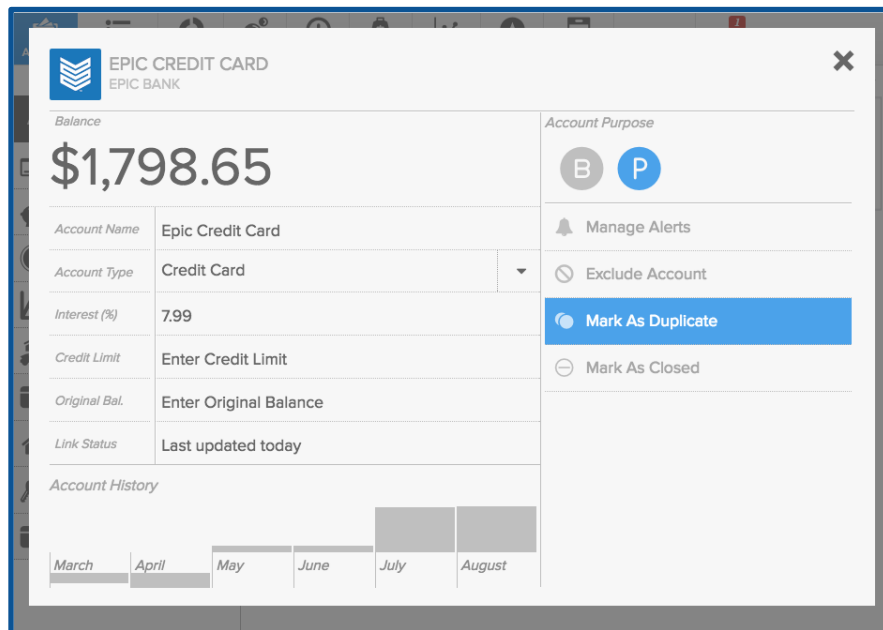 1
EPIC CREDIT CARD
EPIC BANK
Balance
$1,798.65
Account Name Epic Credit Card
Account Type Credit Card
Interest (%) 7.99
Credit Limit Enter Credit Limit
Original Bal. Enter Original Balance
Link Status Last updated today
Account History
March April May June July August
Account Purpose
B P
Manage Alerts
Exclude Account
Mark As Duplicate
Mark As Closed